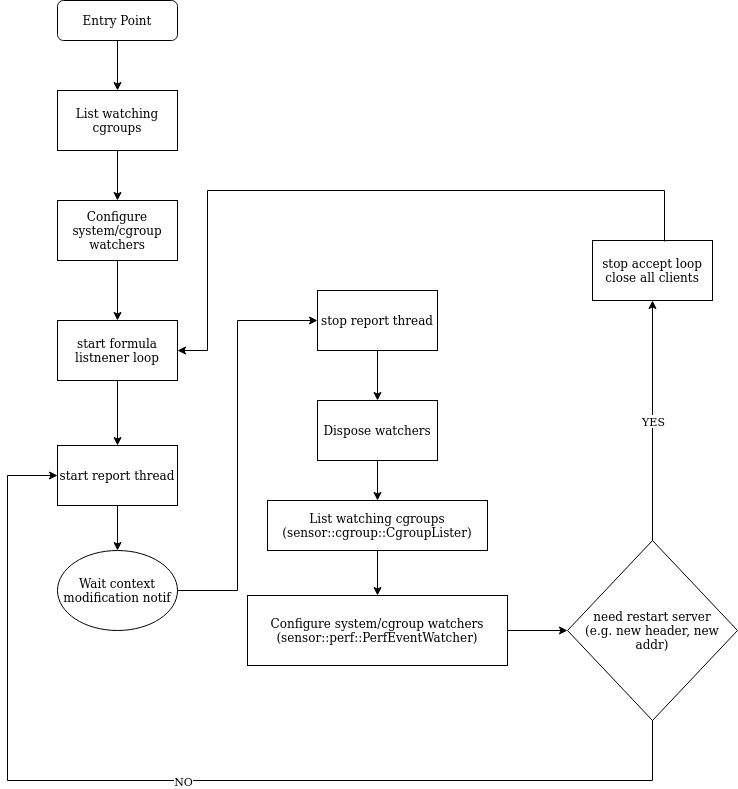 Entry Point
List watching
cgroups
Configure
system/cgroup
watchers
start formula
listnener loop
start report thread
Wait context
modification notif
stop report thread
Dispose watchers
List watching cgroups
(sensor::cgroup::CgroupLister)
Configure system/cgroup watchers
(sensor::perf::PerfEventWatcher)
need restart server
(e.g. new header, new
addr)
YES
stop accept loop
close all clients
NO